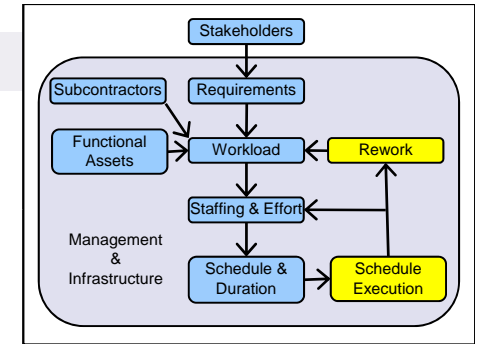 Stakeholders
Subcontractors
Requirements
Functional
Assets
Workload
Rework
Staffing & Effort
Management
&
Infrastructure
Schedule &
Duration
Schedule
Execution